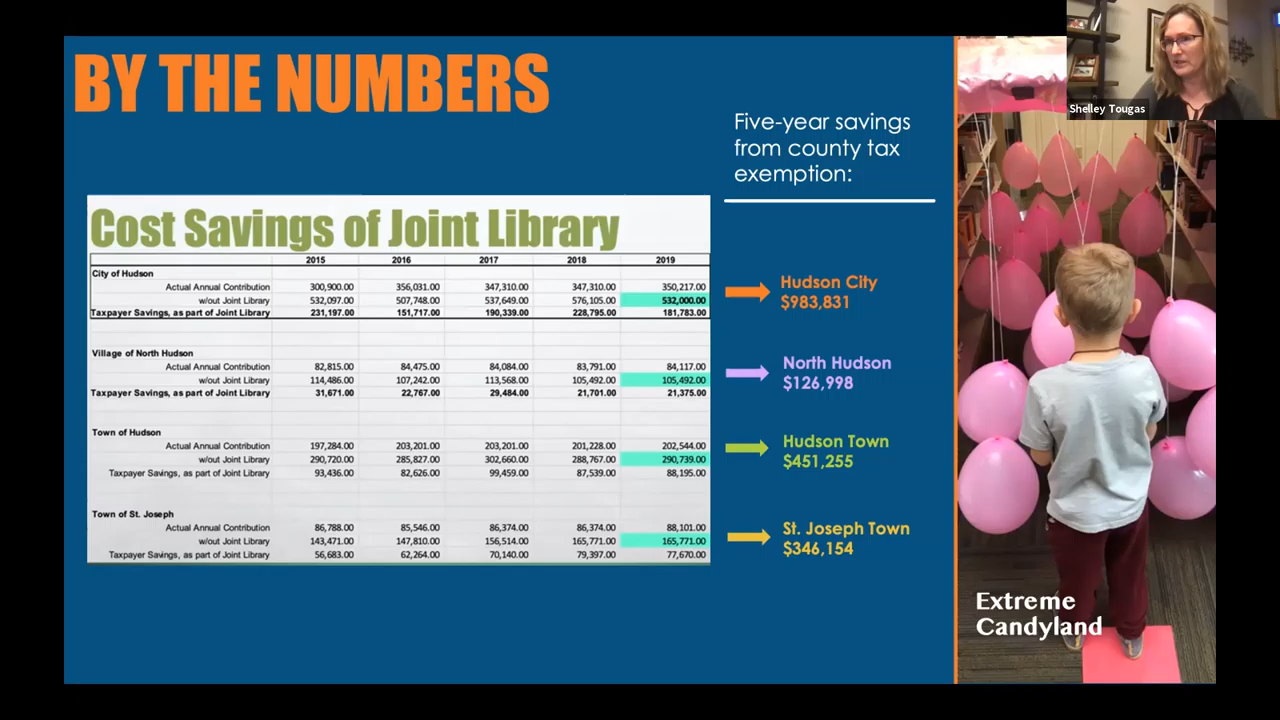 BY THE NUMBERS
Shelley Tougas
Five-year savings
from county tax
exemption:
Cost Savings of Joint Library
2015 2016 2017 2018 2019
City of Hudson
Actual Annual Contribution 300,900.00 356,031.00 347,310.00 347,310.00 350,217.00
w/out Joint Library 532,097.00 507,748.00 537,649.00 576,105.00 532,000.00
Taxpayer Savings, as part of Joint Library 231,197.00 151,717.00 190,339.00 228,795.00 181,783.00
Village of North Hudson
Actual Annual Contribution 82,815.00 84,475.00 84,084.00 83,791.00 84,117.00
w/out Joint Library 114,486.00 107,242.00 113,568.00 105,492.00 105,492.00
Taxpayer Savings, as part of Joint Library 31,671.00 22,767.00 29,484.00 21,701.00 21,375.00
Town of Hudson
Actual Annual Contribution 197,284.00 203,201.00 203,201.00 201,228.00 202,544.00
w/out Joint Library 290,720.00 285,827.00 302,660.00 288,767.00 290,739.00
Taxpayer Savings, as part of Joint Library 93,436.00 82,626.00 99,459.00 87,539.00 88,195.00
Town of St. Joseph
Actual Annual Contribution 86,788.00 85,546.00 86,374.00 86,374.00 88,101.00
w/out Joint Library 143,471.00 147,810.00 156,514.00 165,771.00 165,771.00
Taxpayer Savings, as part of Joint Library 56,683.00 62,264.00 70,140.00 79,397.00 77,670.00
Hudson City
$983,831
North Hudson
$126,998
Hudson Town
$451,255
St. Joseph Town
$346,154
Extreme
Candyland